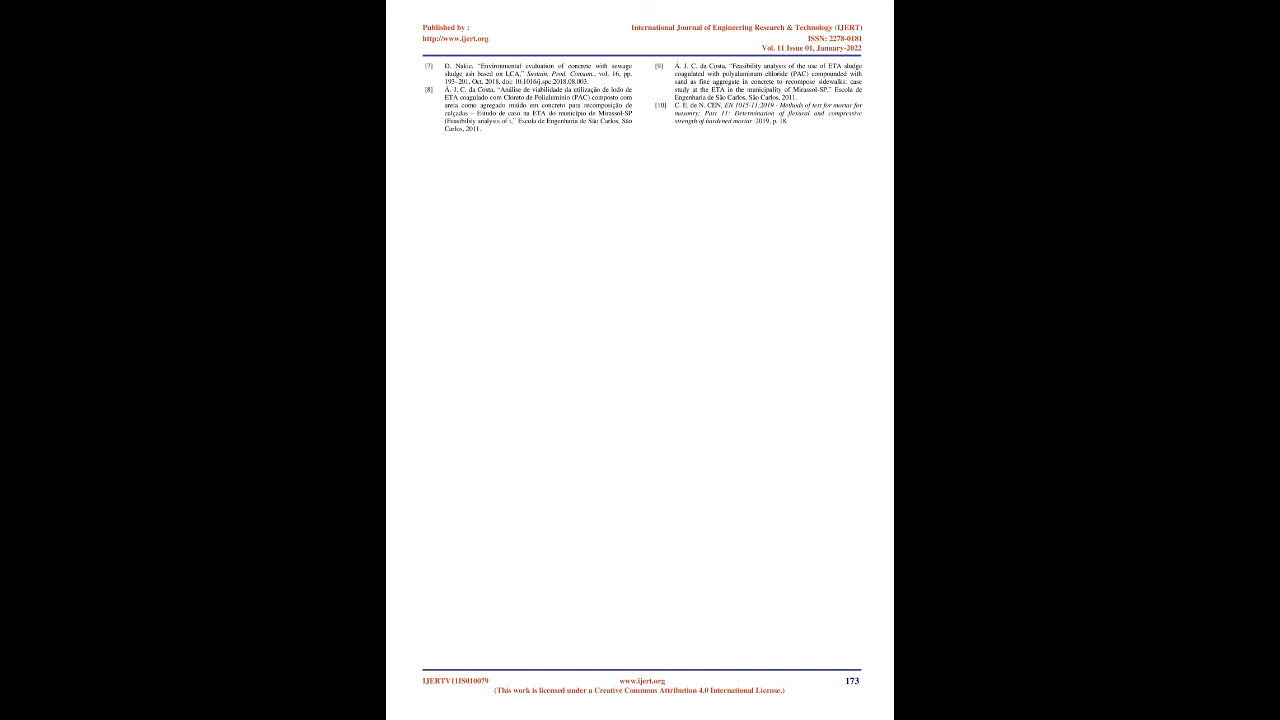 Published by :
http://www.ijert.org
International Journal of Engineering Research & Technology (IJERT)
ISSN: 2278-0181
Vol. 11 Issue 01, January-2022
[7] D. Nakic, “Environmental evaluation of concrete with sewage
sludge ash based on LCA,” Sustain. Prod. Consum., vol. 16, pp.
193–201, Oct. 2018, doi: 10.1016/j.spc.2018.08.003.
[8] Á. J. C. da Costa, “Análise de viabilidade da utilização de lodo de
ETA coagulado com Cloreto de Polialumínio (PAC) composto com
areia como agregado miúdo em concreto para recomposição de
calçadas – Estudo de caso na ETA do município de Mirassol-SP
(Feasibility analysis of t,” Escola de Engenharia de São Carlos, São
Carlos, 2011.
[9] Á. J. C. da Costa, “Feasibility analysis of the use of ETA sludge
coagulated with polyaluminum chloride (PAC) compounded with
sand as fine aggregate in concrete to recompose sidewalks: case
study at the ETA in the municipality of Mirassol-SP,” Escola de
Engenharia de São Carlos, São Carlos, 2011.
[10] C. E. de N. CEN, EN 1015-11:2019 - Methods of test for mortar for
masonry; Part 11: Determination of flexural and compressive
strength of hardened mortar. 2019, p. 18.
IJERTV11IS010079
www.ijert.org
173
(This work is licensed under a Creative Commons Attribution 4.0 International License.)